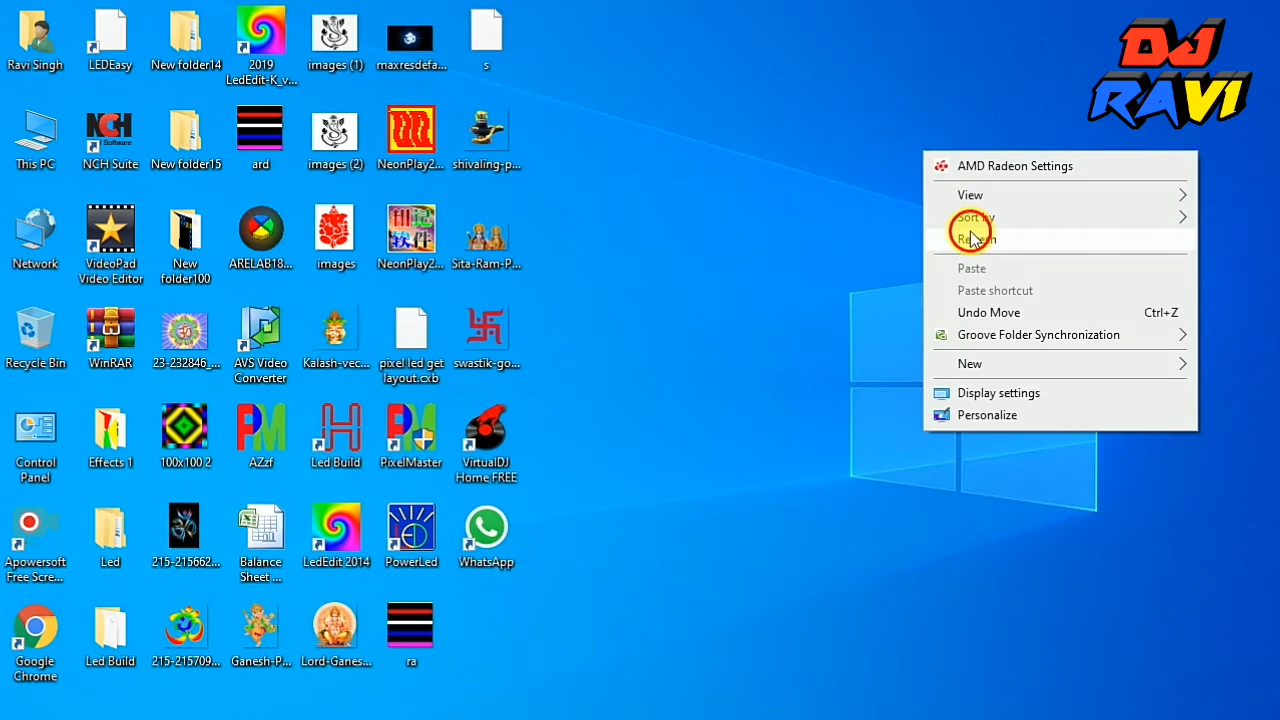 Ravi Singh
LEDEasy
New folder14
2019
LedEdit-K_v...
images (1)
maxresdefa...
s
DJ
RAVI
This PC
NCH
Software
NCH Suite
New folder15
ard
images (2)
NeonPlay2...
shivaling-p...
Network
VideoPad
Video Editor
New
folder100
ARELAB18...
images
NeonPlay2...
Sita-Ram-P...
Recycle Bin
WinRAR
23-232846_...
AVS Video
Converter
Kalash-vec...
pixel led get
layout.cxb
swastik-go...
Control
Panel
Effects 1
100x100 2
AZzf
Led Build
PixelMaster
VirtualDJ
Home FREE
Apowersoft
Free Scre...
Led
215-215662...
Balance
Sheet ...
LedEdit 2014
PowerLed
WhatsApp
Google
Chrome
Led Build
215-215709...
Ganesh-P...
Lord-Ganes...
ra
AMD Radeon Settings
View
Sort by
Paste
Paste shortcut
Undo Move Ctrl+Z
Groove Folder Synchronization
New
Display settings
Personalize